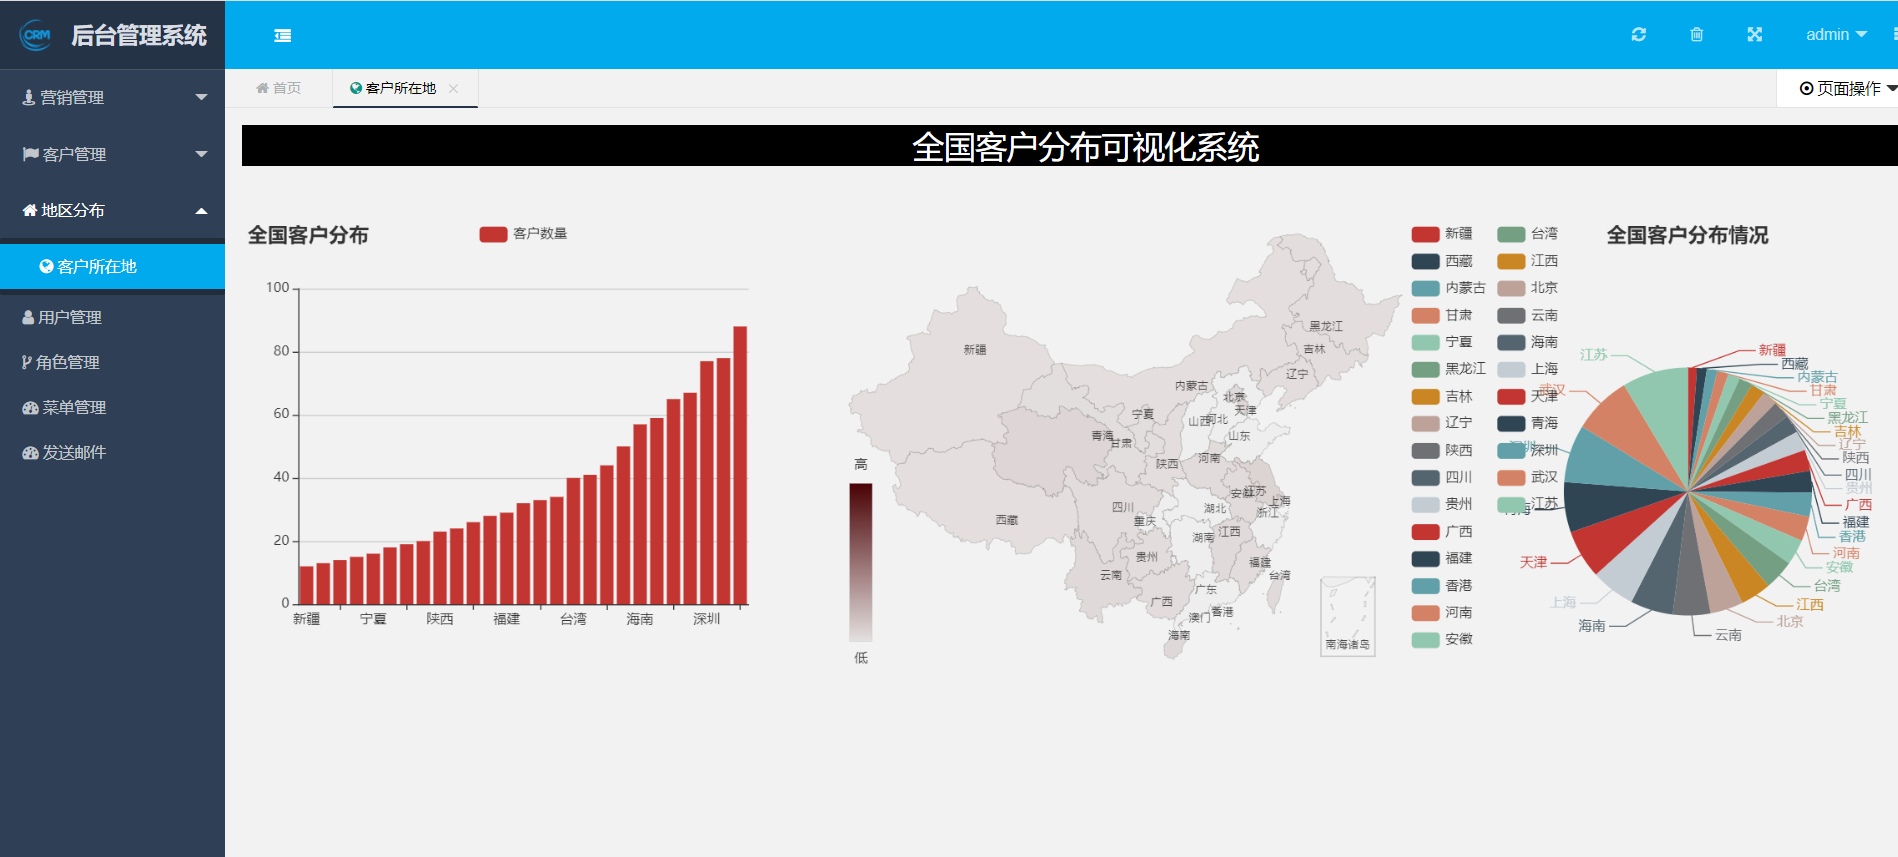 CRM 后台管理系统
admin
营销管理
客户管理
地区分布
客户所在地
用户管理
角色管理
菜单管理
发送邮件
首页
客户所在地
页面操作
全国客户分布可视化系统
全国客户分布
客户数量
100
80
60
40
20
0
新疆 宁夏 陕西 福建 台湾 海南 深圳
高
低
黑龙江
吉林
辽宁
新疆
内蒙古
北京
天津
宁夏
山西
河北
山东
青海
甘肃
陕西
河南
西藏
四川
重庆
湖北
安徽
江苏
上海
浙江
湖南
江西
贵州
云南
福建
台湾
广西
广东
香港
澳门
海南
南海诸岛
新疆
西藏
内蒙古
甘肃
宁夏
黑龙江
吉林
辽宁
陕西
四川
贵州
广西
福建
香港
河南
安徽
台湾
江西
北京
云南
海南
上海
天津
青海
深圳
武汉
江苏
全国客户分布情况
新疆
西藏
内蒙古
甘肃
宁夏
黑龙江
吉林
辽宁
陕西
四川
贵州
广西
福建
香港
河南
安徽
台湾
江西
北京
云南
海南
上海
天津
青海
深圳
武汉
江苏